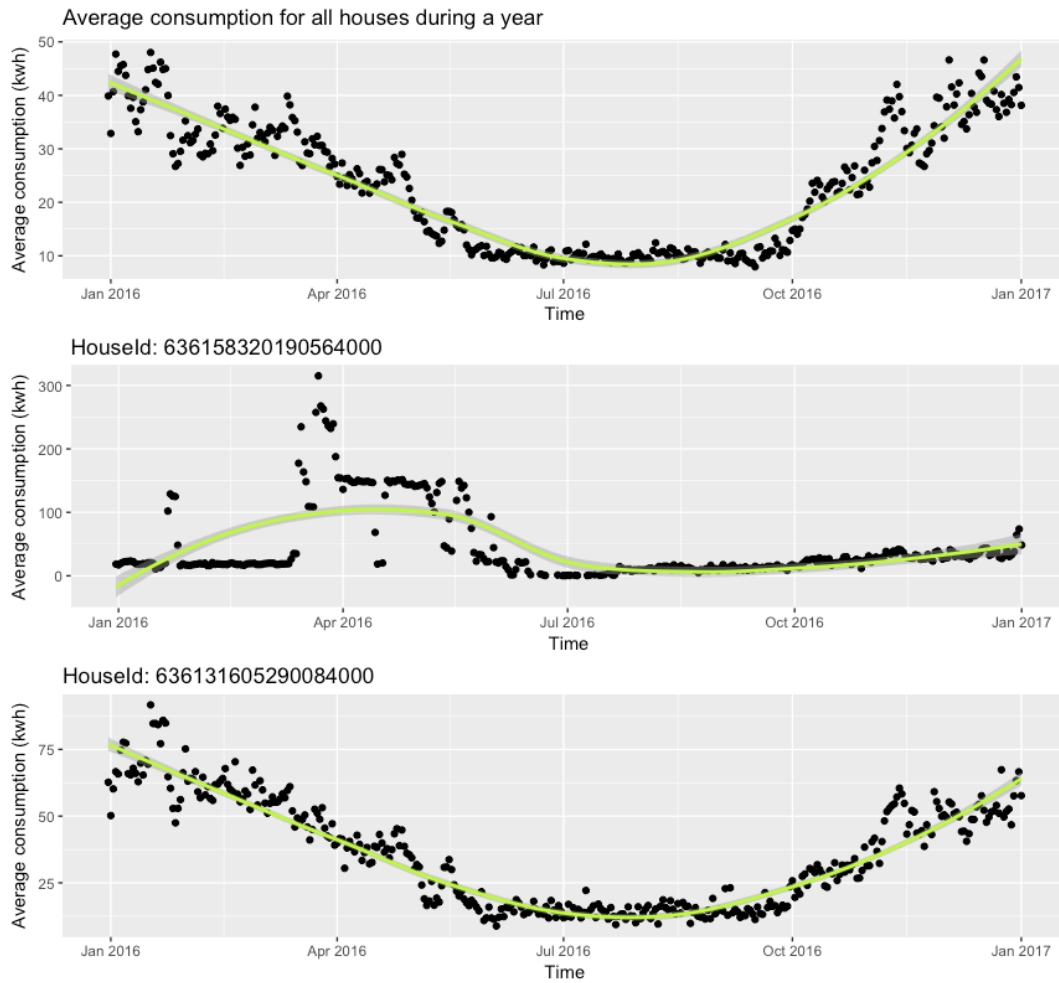 Average consumption for all houses during a year
Average consumption (kwh)
50
40
30
20
10
Jan 2016 Apr 2016 Jul 2016 Oct 2016 Jan 2017
Time
HouseId: 636158320190564000
Average consumption (kwh)
300
200
100
0
Jan 2016 Apr 2016 Jul 2016 Oct 2016 Jan 2017
Time
HouseId: 636131605290084000
Average consumption (kwh)
75
50
25
Jan 2016 Apr 2016 Jul 2016 Oct 2016 Jan 2017
Time